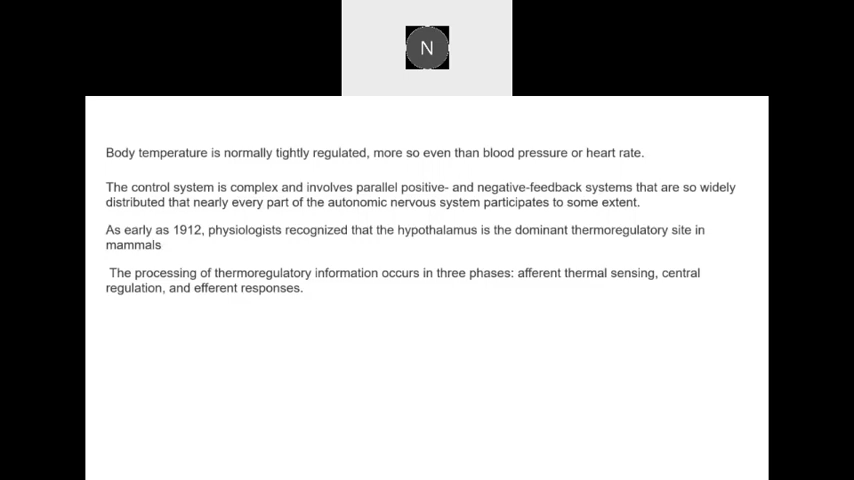 N
Body temperature is normally tightly regulated, more so even than blood pressure or heart rate.
The control system is complex and involves parallel positive- and negative-feedback systems that are so widely
distributed that nearly every part of the autonomic nervous system participates to some extent.
As early as 1912, physiologists recognized that the hypothalamus is the dominant thermoregulatory site in
mammals
The processing of thermoregulatory information occurs in three phases: afferent thermal sensing, central
regulation, and efferent responses.